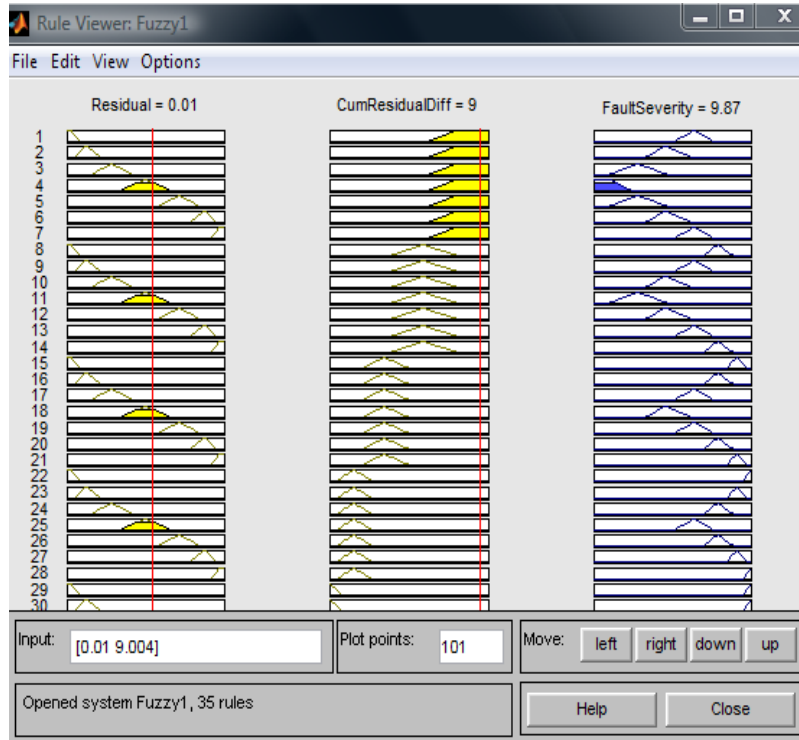 Rule Viewer: Fuzzy1
File Edit View Options
Residual = 0.01
CumResidualDiff = 9
FaultSeverity = 9.87
1
2
3
4
5
6
7
8
9
10
11
12
13
14
15
16
17
18
19
20
21
22
23
24
25
26
27
28
29
30
Input: [0.01 9.004]
Plot points: 101
Move: left right down up
Opened system Fuzzy1, 35 rules
Help
Close